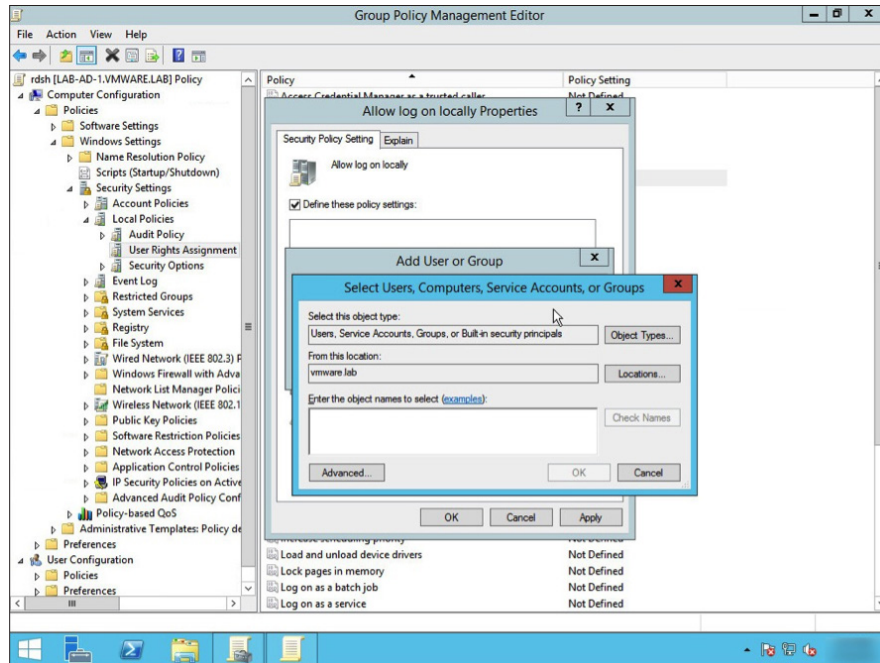 Group Policy Management Editor
File Action View Help
rdsh [LAB-AD-1.VMWARE.LAB] Policy
Computer Configuration
Policies
Software Settings
Windows Settings
Name Resolution Policy
Scripts (Startup/Shutdown)
Security Settings
Account Policies
Local Policies
Audit Policy
User Rights Assignment
Security Options
Event Log
Restricted Groups
System Services
Registry
File System
Wired Network (IEEE 802.3) P
Windows Firewall with Adva
Network List Manager Polici
Wireless Network (IEEE 802.1
Public Key Policies
Software Restriction Policies
Network Access Protection
Application Control Policies
IP Security Policies on Active
Advanced Audit Policy Conf
Policy-based QoS
Administrative Templates: Policy de
Preferences
User Configuration
Policies
Preferences
Policy Policy Setting
Access Credential Manager as a trusted caller Not Defined
Allow log on locally Properties ? x
Security Policy Setting Explain
Allow log on locally
Define these policy settings:
Add User or Group x
Select Users, Computers, Service Accounts, or Groups x
Select this object type:
Users, Service Accounts, Groups, or Built-in security principals Object Types...
From this location:
vmware.lab Locations...
Enter the object names to select (examples):
Check Names
Advanced... OK Cancel
OK Cancel Apply
Increase scheduling priority Not Defined
Load and unload device drivers Not Defined
Lock pages in memory Not Defined
Log on as a batch job Not Defined
Log on as a service Not Defined